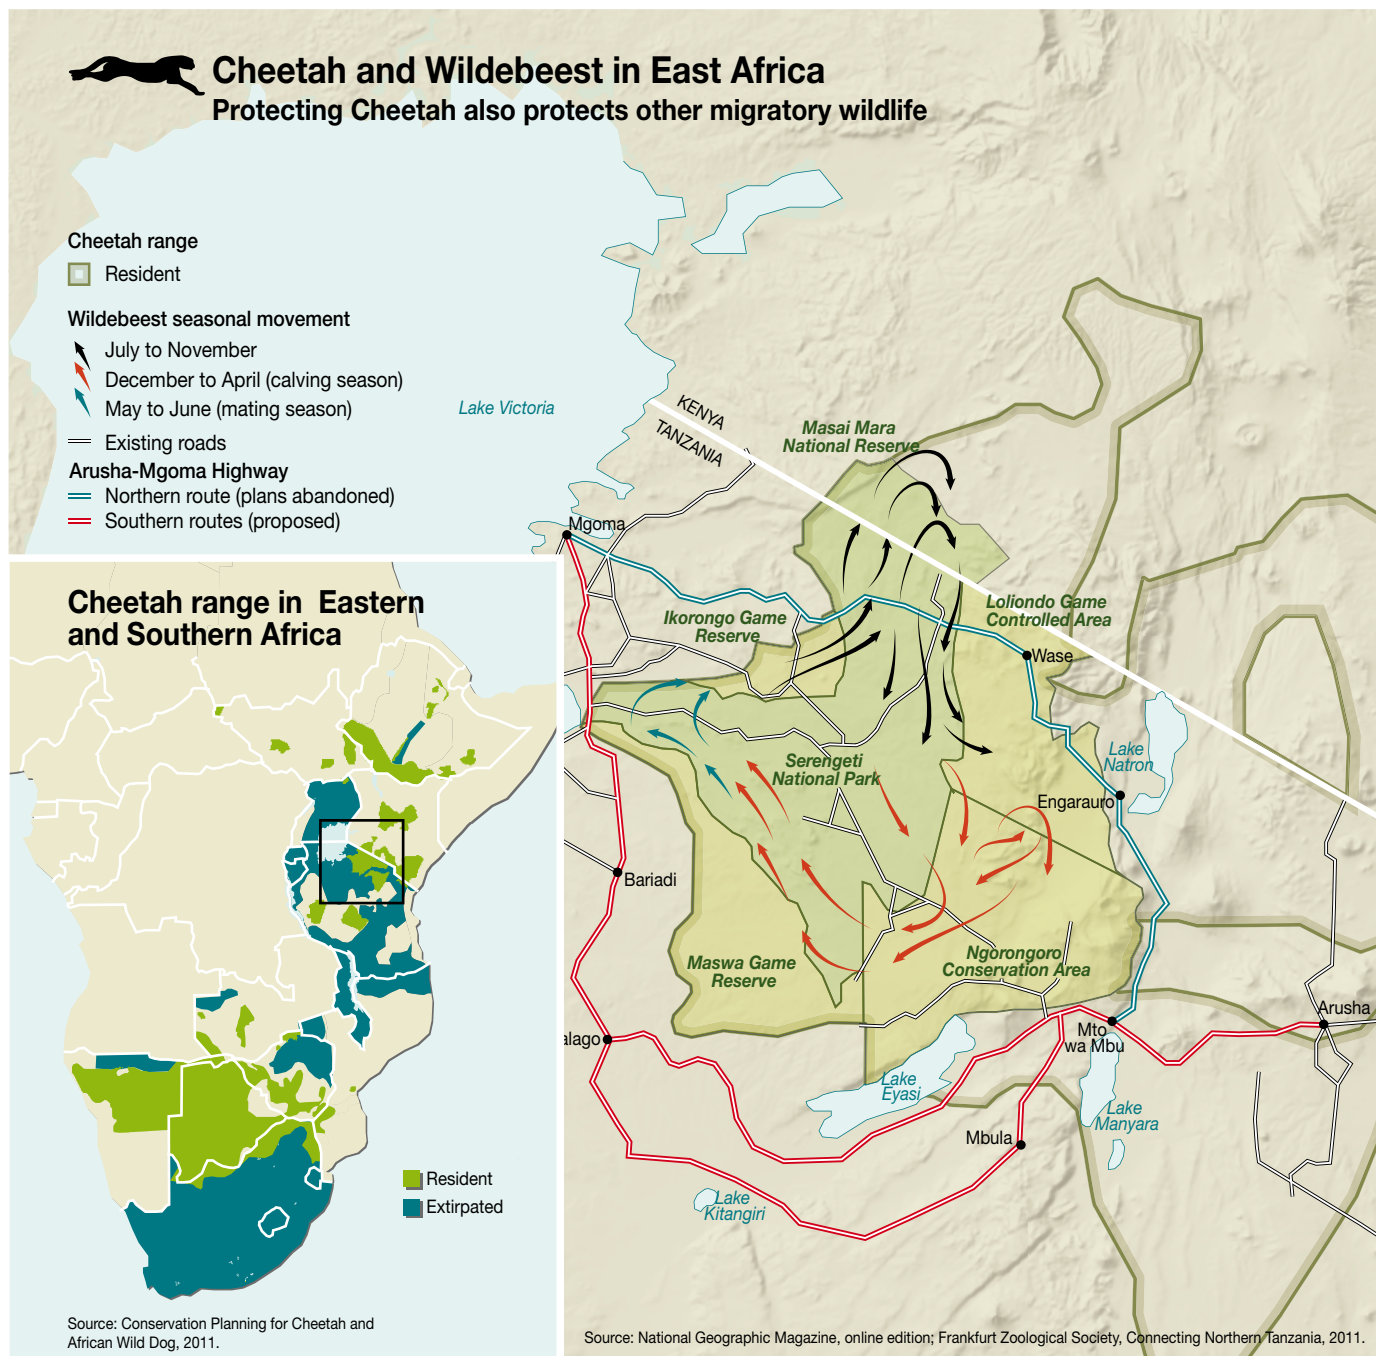 Cheetah and Wildebeest in East Africa
Protecting Cheetah also protects other migratory wildlife
Cheetah range
Resident
Wildebeest seasonal movement
July to November
December to April (calving season)
May to June (mating season)
Existing roads
Arusha-Mgoma Highway
Northern route (plans abandoned)
Southern routes (proposed)
Lake Victoria
KENYA
TANZANIA
Masai Mara
National Reserve
Mgoma
Ikorongo Game
Reserve
Loliondo Game
Controlled Area
Wase
Lake
Natron
Serengeti
National Park
Engarauro
Bariadi
Maswa Game
Reserve
Ngorongoro
Conservation Area
Arusha
Mto
wa Mbu
alago
Lake
Eyasi
Lake
Manyara
Mbula
Lake
Kitangiri
Cheetah range in Eastern
and Southern Africa
Resident
Extirpated
Source: Conservation Planning for Cheetah and
African Wild Dog, 2011.
Source: National Geographic Magazine, online edition; Frankfurt Zoological Society, Connecting Northern Tanzania, 2011.